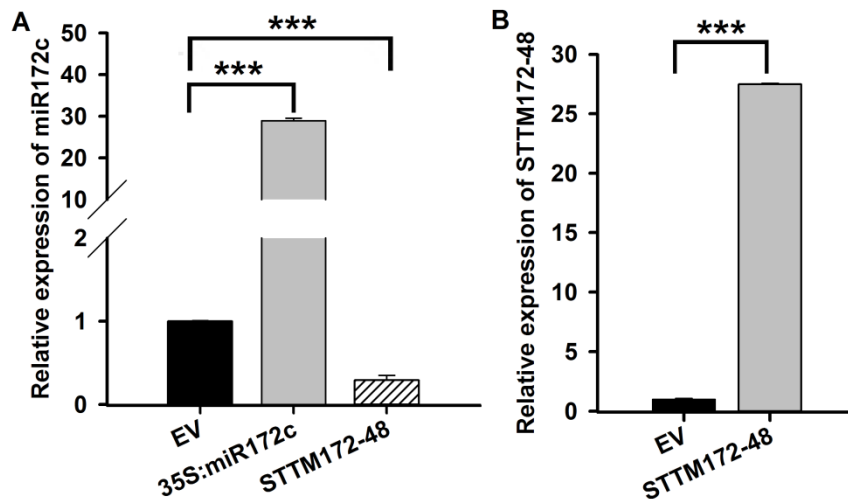 A
Relative expression of miR172c
50
40
30
20
10
2
1
0
***
***
EV
35S:miR172c
STTM172-48
B
Relative expression of STTM172-48
30
25
20
15
10
5
0
***
EV
STTM172-48